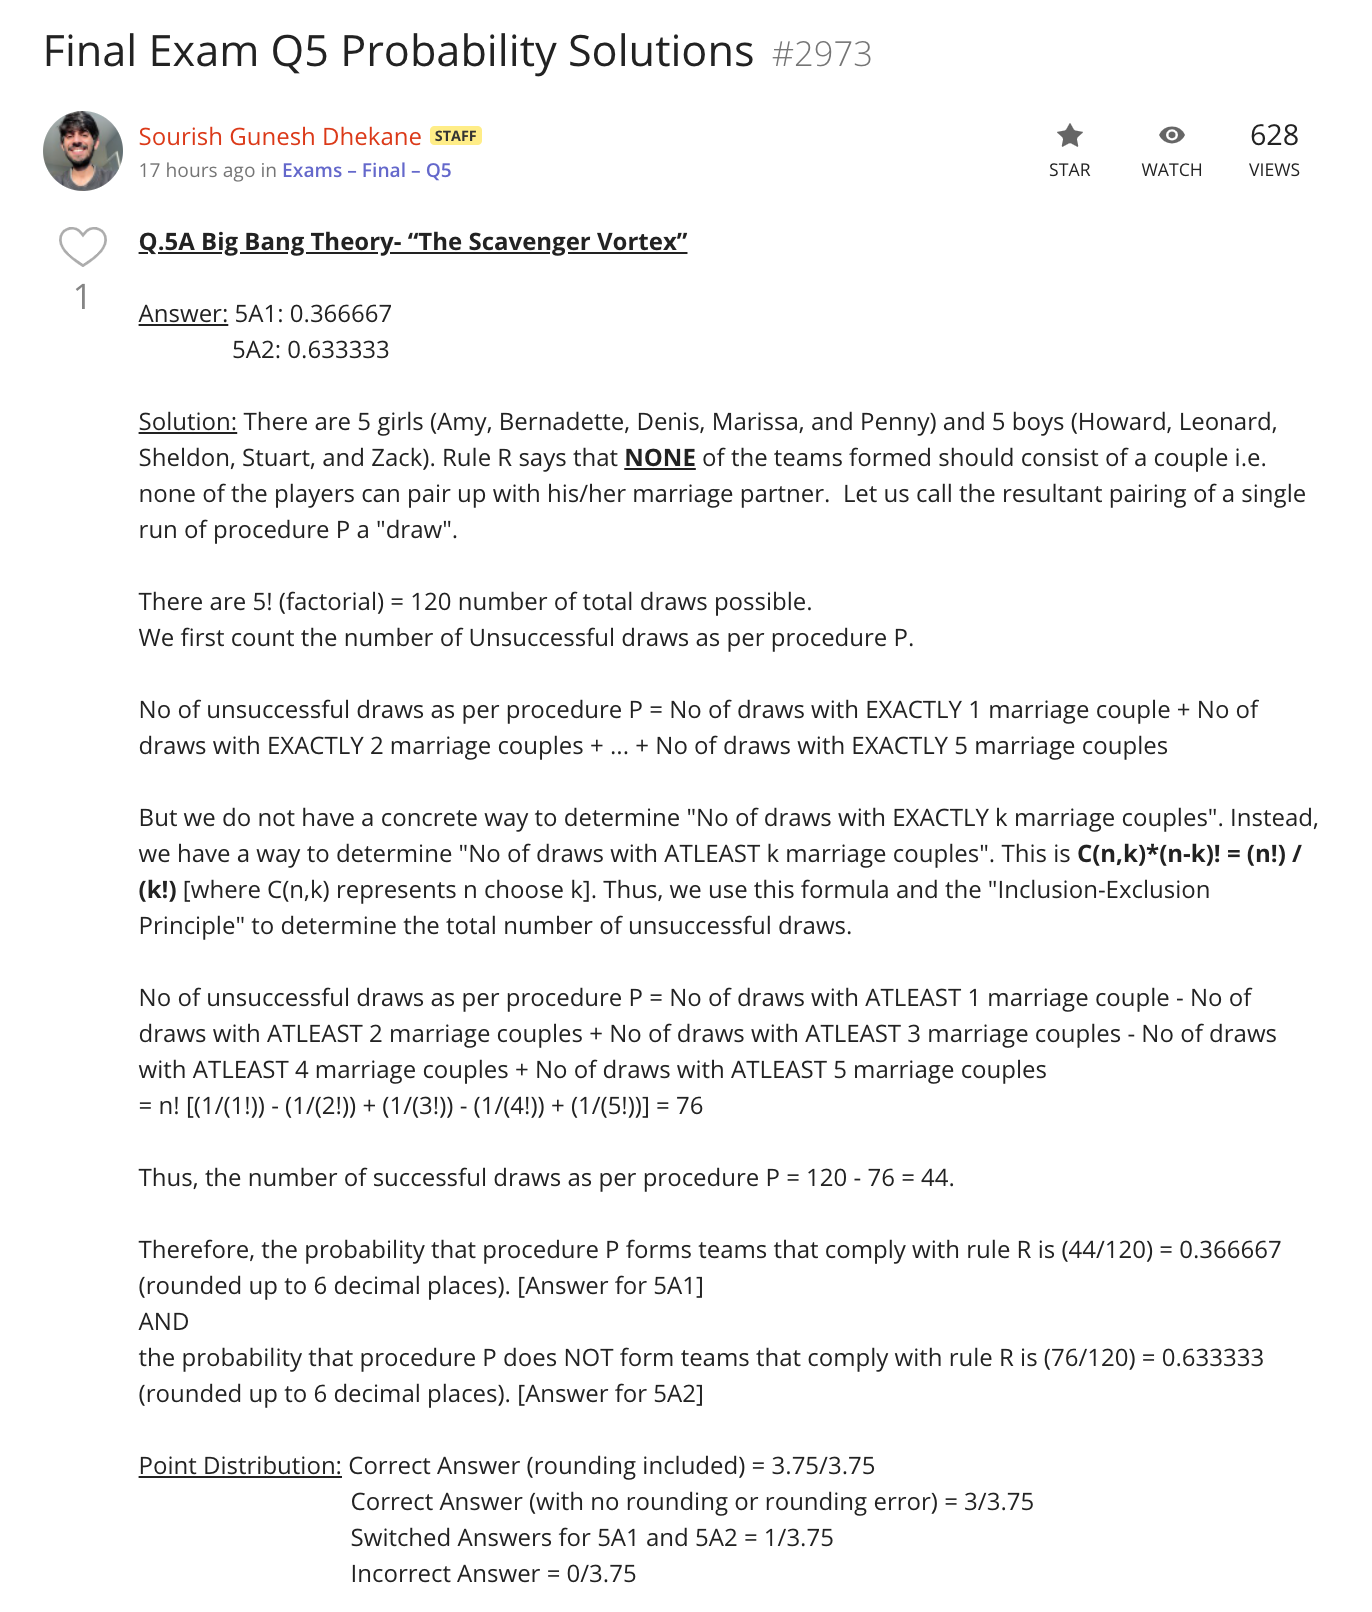 Final Exam Q5 Probability Solutions #2973
Sourish Gunesh Dhekane STAFF
17 hours ago in Exams – Final – Q5
STAR
WATCH
628
VIEWS
1
Q.5A Big Bang Theory- “The Scavenger Vortex”
Answer: 5A1: 0.366667
5A2: 0.633333
Solution: There are 5 girls (Amy, Bernadette, Denis, Marissa, and Penny) and 5 boys (Howard, Leonard,
Sheldon, Stuart, and Zack). Rule R says that NONE of the teams formed should consist of a couple i.e.
none of the players can pair up with his/her marriage partner.  Let us call the resultant pairing of a single
run of procedure P a "draw".
There are 5! (factorial) = 120 number of total draws possible.
We first count the number of Unsuccessful draws as per procedure P.
No of unsuccessful draws as per procedure P = No of draws with EXACTLY 1 marriage couple + No of
draws with EXACTLY 2 marriage couples + ... + No of draws with EXACTLY 5 marriage couples
But we do not have a concrete way to determine "No of draws with EXACTLY k marriage couples". Instead,
we have a way to determine "No of draws with ATLEAST k marriage couples". This is C(n,k)*(n-k)! = (n!) /
(k!) [where C(n,k) represents n choose k]. Thus, we use this formula and the "Inclusion-Exclusion
Principle" to determine the total number of unsuccessful draws.
No of unsuccessful draws as per procedure P = No of draws with ATLEAST 1 marriage couple - No of
draws with ATLEAST 2 marriage couples + No of draws with ATLEAST 3 marriage couples - No of draws
with ATLEAST 4 marriage couples + No of draws with ATLEAST 5 marriage couples
= n! [(1/(1!)) - (1/(2!)) + (1/(3!)) - (1/(4!)) + (1/(5!))] = 76
Thus, the number of successful draws as per procedure P = 120 - 76 = 44.
Therefore, the probability that procedure P forms teams that comply with rule R is (44/120) = 0.366667
(rounded up to 6 decimal places). [Answer for 5A1]
AND
the probability that procedure P does NOT form teams that comply with rule R is (76/120) = 0.633333
(rounded up to 6 decimal places). [Answer for 5A2]
Point Distribution: Correct Answer (rounding included) = 3.75/3.75
Correct Answer (with no rounding or rounding error) = 3/3.75
Switched Answers for 5A1 and 5A2 = 1/3.75
Incorrect Answer = 0/3.75